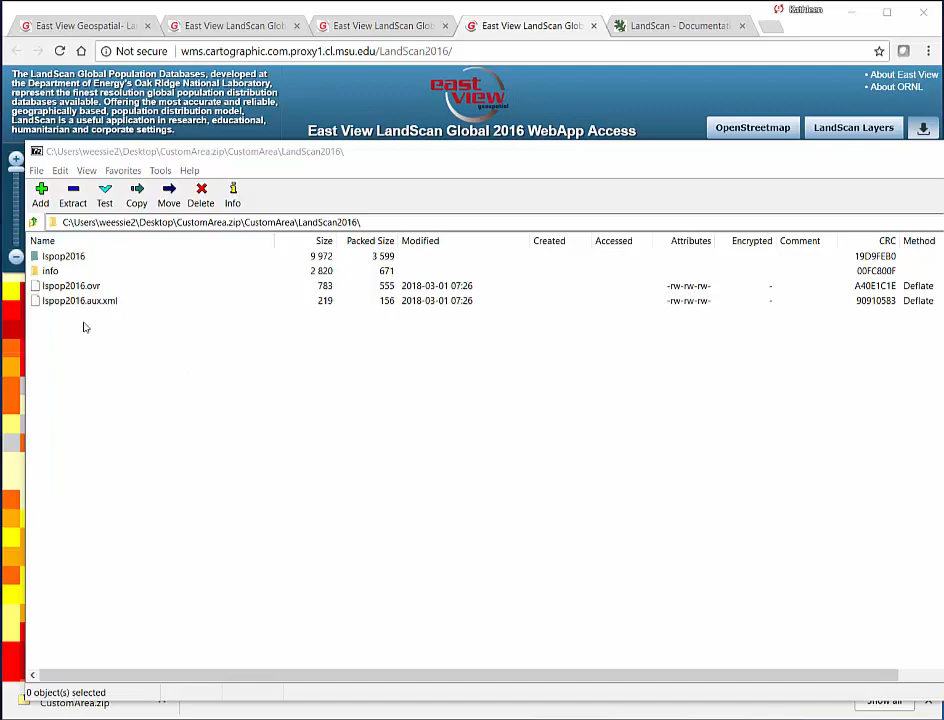 East View Geospatial- L × East View LandScan Glob × East View LandScan Glob × East View LandScan Glob × LandScan - Documentati × Kathleen
Not secure | wms.cartographic.com.proxy1.cl.msu.edu/LandScan2016/
The LandScan Global Population Databases, developed at
the Department of Energy's Oak Ridge National Laboratory,
represent the finest resolution global population distribution
databases available. Offering the most accurate and reliable,
geographically based, population distribution model,
LandScan is a useful application in research, educational,
humanitarian and corporate settings.
east
view
geospatial
East View LandScan Global 2016 WebApp Access
• About East View
• About ORNL
OpenStreetmap LandScan Layers
C:\Users\weessie2\Desktop\CustomArea.zip\CustomArea\LandScan2016\
File Edit View Favorites Tools Help
Add Extract Test Copy Move Delete Info
C:\Users\weessie2\Desktop\CustomArea.zip\CustomArea\LandScan2016\
Name Size Packed Size Modified Created Accessed Attributes Encrypted Comment CRC Method
lspop2016 9 972 3 599 19D9FEB0
info 2 820 671 00FC800F
lspop2016.ovr 783 555 2018-03-01 07:26 -rw-rw-rw- - A40E1C1E Deflate
lspop2016.aux.xml 219 156 2018-03-01 07:26 -rw-rw-rw- - 90910583 Deflate
0 object(s) selected
CustomArea.zip
Show all